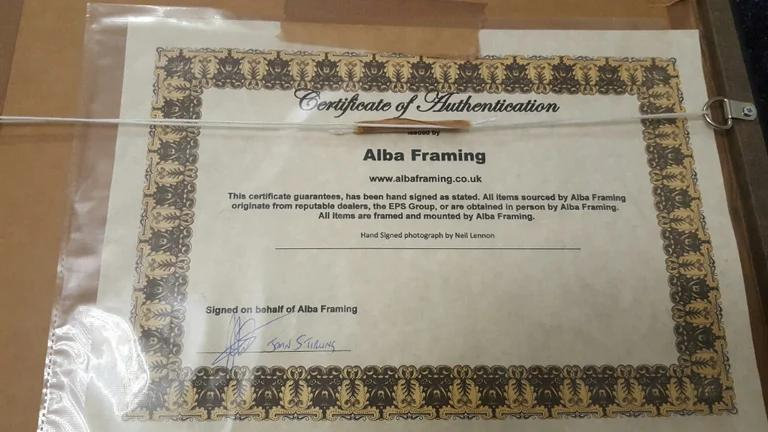 Certificate of Authentication
issued by
Alba Framing
www.albaframing.co.uk
This certificate guarantees, has been hand signed as stated. All items sourced by Alba Framing
originate from reputable dealers, the EPS Group, or are obtained in person by Alba Framing.
All items are framed and mounted by Alba Framing.
Hand Signed photograph by Neil Lennon
Signed on behalf of Alba Framing
STIRLING